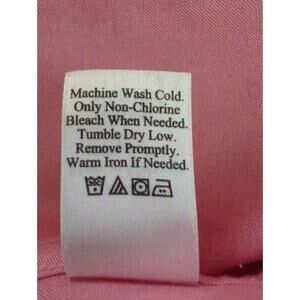 Machine Wash Cold.
Only Non-Chlorine
Bleach When Needed.
Tumble Dry Low.
Remove Promptly.
Warm Iron If Needed.